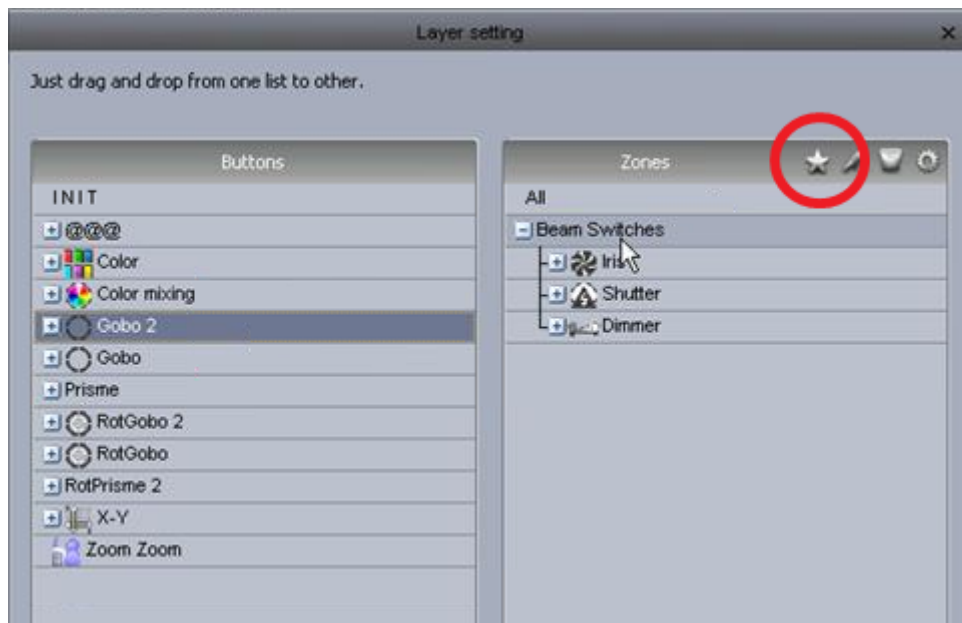 Layer setting
Just drag and drop from one list to other.
Buttons
INIT
@@@
Color
Color mixing
Gobo 2
Gobo
Prisme
RotGobo 2
RotGobo
RotPrisme 2
X-Y
Zoom Zoom
Zones
All
Beam Switches
Iris
Shutter
Dimmer